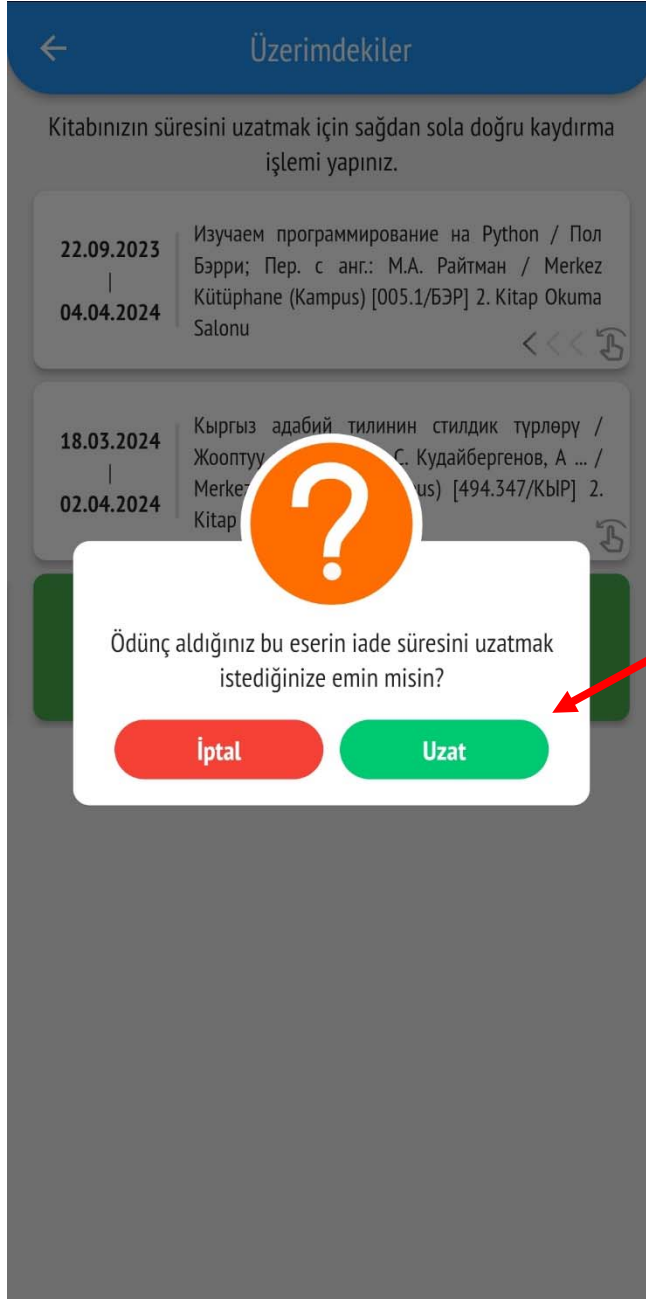 Üzerimdekiler
Kitabınızın süresini uzatmak için sağdan sola doğru kaydırma
işlemi yapınız.
22.09.2023
|
04.04.2024
Изучаем программирование на Python / Пол
Бэрри; Пер. с анг.: М.А. Райтман / Merkez
Kütüphane (Kampus) [005.1/БЭР] 2. Kitap Okuma
Salonu
18.03.2024
|
02.04.2024
Кыргыз адабий тилинин стилдик түрлөрү /
Жооптуу С. Кудайбергенов, А ... /
[494.347/КЫР] 2.
Kitap
?
Ödünç aldığınız bu eserin iade süresini uzatmak
istediğinize emin misin?
İptal
Uzat